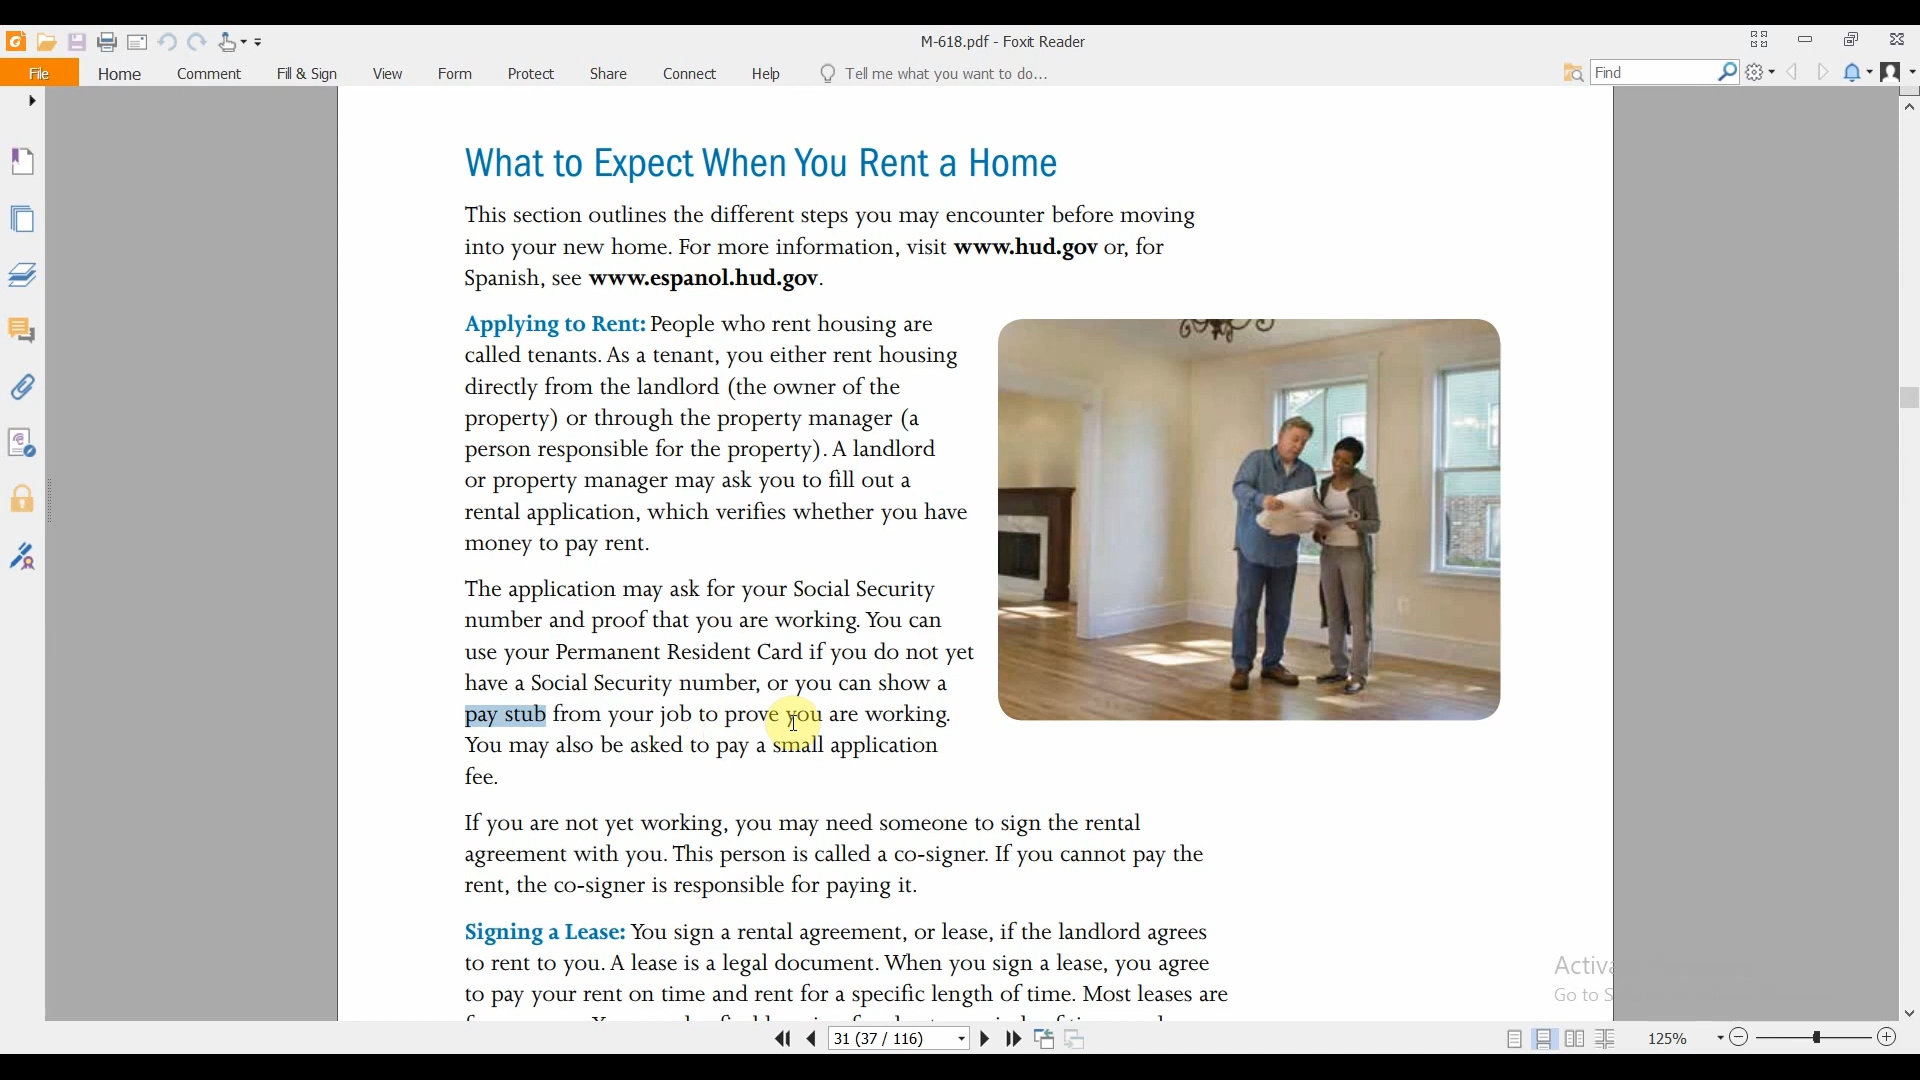 M-618.pdf - Foxit Reader
File Home Comment Fill & Sign View Form Protect Share Connect Help Tell me what you want to do... Find
What to Expect When You Rent a Home
This section outlines the different steps you may encounter before moving
into your new home. For more information, visit www.hud.gov or, for
Spanish, see www.espanol.hud.gov.
Applying to Rent: People who rent housing are
called tenants. As a tenant, you either rent housing
directly from the landlord (the owner of the
property) or through the property manager (a
person responsible for the property). A landlord
or property manager may ask you to fill out a
rental application, which verifies whether you have
money to pay rent.
The application may ask for your Social Security
number and proof that you are working. You can
use your Permanent Resident Card if you do not yet
have a Social Security number, or you can show a
pay stub from your job to prove you are working.
You may also be asked to pay a small application
fee.
If you are not yet working, you may need someone to sign the rental
agreement with you. This person is called a co-signer. If you cannot pay the
rent, the co-signer is responsible for paying it.
Signing a Lease: You sign a rental agreement, or lease, if the landlord agrees
to rent to you. A lease is a legal document. When you sign a lease, you agree
to pay your rent on time and rent for a specific length of time. Most leases are
Go to
31 (37 / 116)
125%